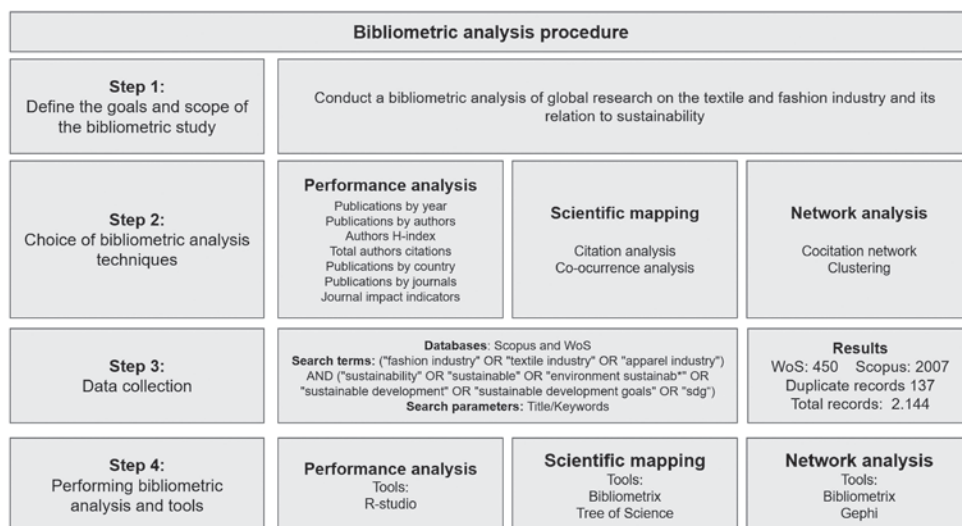 Bibliometric analysis procedure
Step 1:
Define the goals and scope of
the bibliometric study
Conduct a bibliometric analysis of global research on the textile and fashion industry and its
relation to sustainability
Step 2:
Choice of bibliometric analysis
techniques
Performance analysis
Publications by year
Publications by authors
Authors H-index
Total authors citations
Publications by country
Publications by journals
Journal impact indicators
Scientific mapping
Citation analysis
Co-ocurrence analysis
Network analysis
Cocitation network
Clustering
Step 3:
Data collection
Databases: Scopus and WoS
Search terms: ("fashion industry" OR "textile industry" OR "apparel industry")
AND ("sustainability" OR "sustainable" OR "environment sustainab*" OR
"sustainable development" OR "sustainable development goals" OR "sdg")
Search parameters: Title/Keywords
Results
WoS: 450 Scopus: 2007
Duplicate records 137
Total records: 2.144
Step 4:
Performing bibliometric
analysis and tools
Performance analysis
Tools:
R-studio
Scientific mapping
Tools:
Bibliometrix
Tree of Science
Network analysis
Tools:
Bibliometrix
Gephi